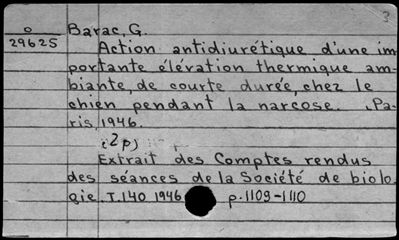 3
0
29625
Barac, G.
Action antidiurétique d'une im
portante élévation thermique am-
biante, de courte durée, chez le
chien pendant la narcose. Pa-
ris, 1946.
(2p)
Extrait des Comptes rendus
des séances de la Société de biolo-
gie. T.140 1946 p. 1109-1110